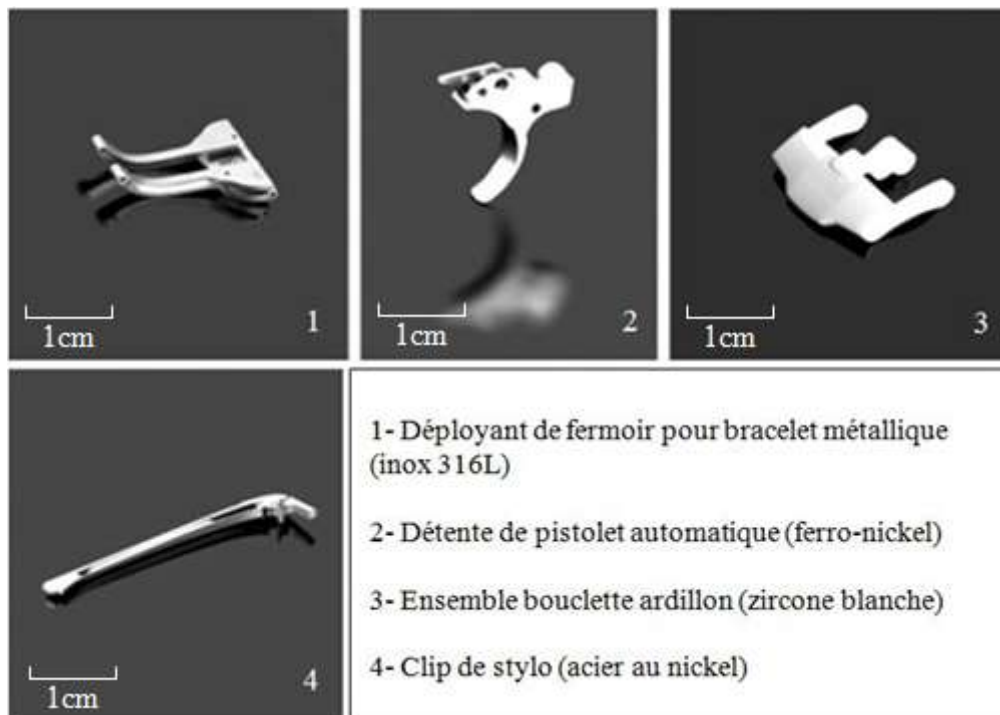 1cm
1
1cm
2
1cm
3
1cm
4
1- Déployant de fermoir pour bracelet métallique
(inox 316L)
2- Détente de pistolet automatique (ferro-nickel)
3- Ensemble bouclette ardillon (zircone blanche)
4- Clip de stylo (acier au nickel)